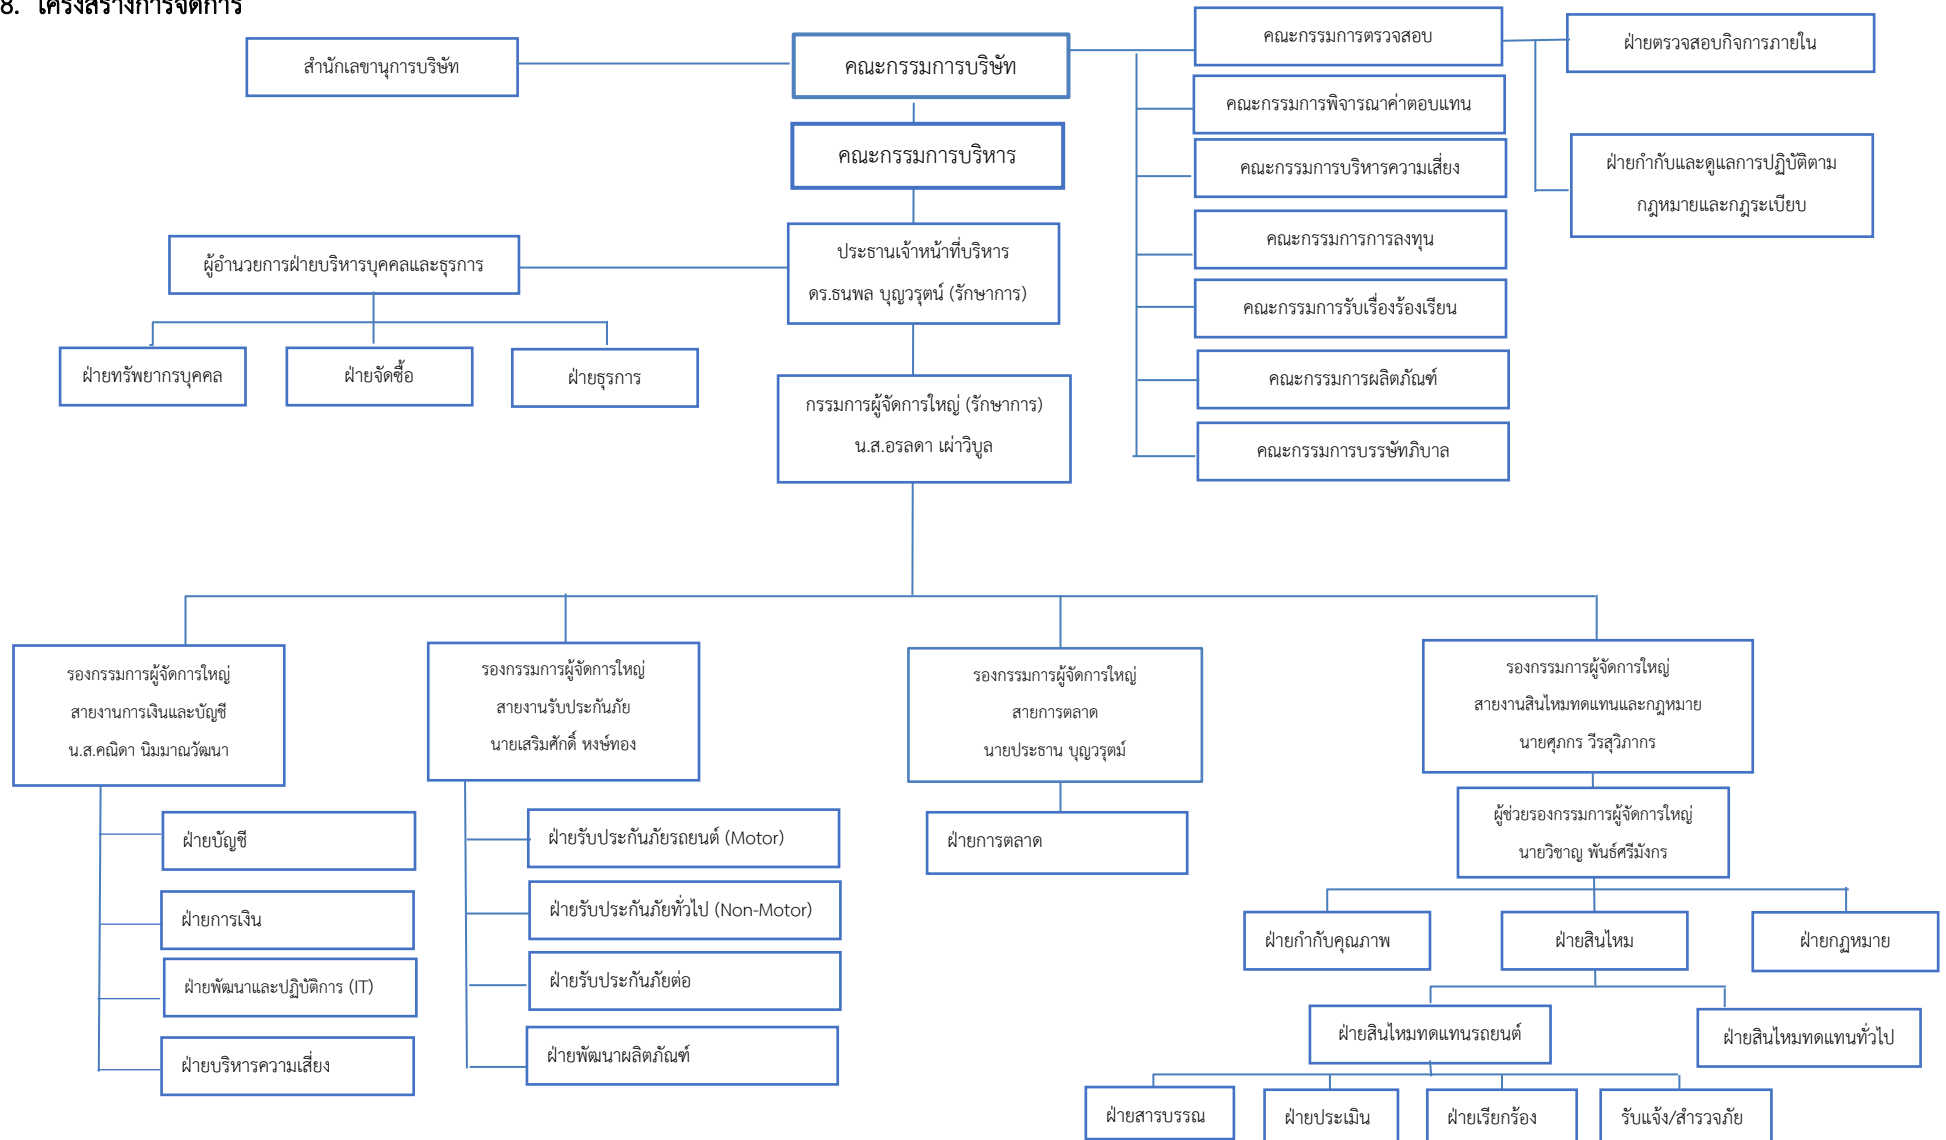 8. โครงสร้างการจัดการ
สำนักเลขานุการบริษัท
คณะกรรมการบริษัท
คณะกรรมการบริหาร
ประธานเจ้าหน้าที่บริหาร
ดร.ธนพล บุญวรุตน์ (รักษาการ)
กรรมการผู้จัดการใหญ่ (รักษาการ)
น.ส.อรลดา เผ่าวิบูล
ผู้อำนวยการฝ่ายบริหารบุคคลและธุรการ
ฝ่ายทรัพยากรบุคคล
ฝ่ายจัดซื้อ
ฝ่ายธุรการ
คณะกรรมการตรวจสอบ
คณะกรรมการพิจารณาค่าตอบแทน
คณะกรรมการบริหารความเสี่ยง
คณะกรรมการการลงทุน
คณะกรรมการรับเรื่องร้องเรียน
คณะกรรมการผลิตภัณฑ์
คณะกรรมการบรรษัทภิบาล
ฝ่ายตรวจสอบกิจการภายใน
ฝ่ายกำกับและดูแลการปฏิบัติตาม
กฎหมายและกฎระเบียบ
รองกรรมการผู้จัดการใหญ่
สายงานการเงินและบัญชี
น.ส.คณิดา นิมมาณวัฒนา
ฝ่ายบัญชี
ฝ่ายการเงิน
ฝ่ายพัฒนาและปฏิบัติการ (IT)
ฝ่ายบริหารความเสี่ยง
รองกรรมการผู้จัดการใหญ่
สายงานรับประกันภัย
นายเสริมศักดิ์ หงษ์ทอง
ฝ่ายรับประกันภัยรถยนต์ (Motor)
ฝ่ายรับประกันภัยทั่วไป (Non-Motor)
ฝ่ายรับประกันภัยต่อ
ฝ่ายพัฒนาผลิตภัณฑ์
รองกรรมการผู้จัดการใหญ่
สายการตลาด
นายประธาน บุญวรุตม์
ฝ่ายการตลาด
รองกรรมการผู้จัดการใหญ่
สายงานสินไหมทดแทนและกฎหมาย
นายศุภกร วีรสุวิภากร
ผู้ช่วยรองกรรมการผู้จัดการใหญ่
นายวิชาญ พันธ์ศรีมังกร
ฝ่ายกำกับคุณภาพ
ฝ่ายสินไหม
ฝ่ายกฏหมาย
ฝ่ายสินไหมทดแทนรถยนต์
ฝ่ายสินไหมทดแทนทั่วไป
ฝ่ายสารบรรณ
ฝ่ายประเมิน
ฝ่ายเรียกร้อง
รับแจ้ง/สำรวจภัย